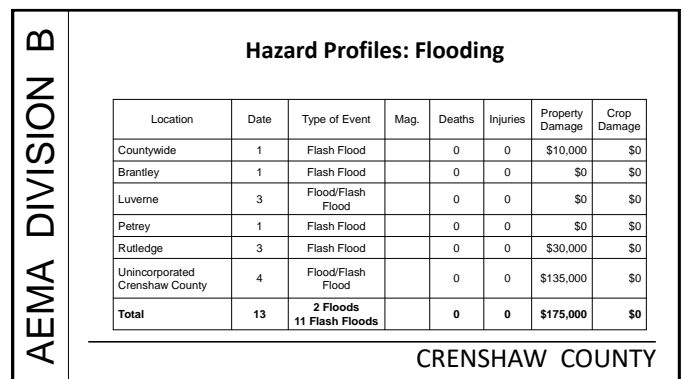 AEMA DIVISION B
Hazard Profiles: Flooding
Location Date Type of Event Mag. Deaths Injuries Property Damage Crop Damage
Countywide 1 Flash Flood 0 0 $10,000 $0
Brantley 1 Flash Flood 0 0 $0 $0
Luverne 3 Flood/Flash Flood 0 0 $0 $0
Petrey 1 Flash Flood 0 0 $0 $0
Rutledge 3 Flash Flood 0 0 $30,000 $0
Unincorporated Crenshaw County 4 Flood/Flash Flood 0 0 $135,000 $0
Total 13 2 Floods 11 Flash Floods 0 0 $175,000 $0
CRENSHAW COUNTY